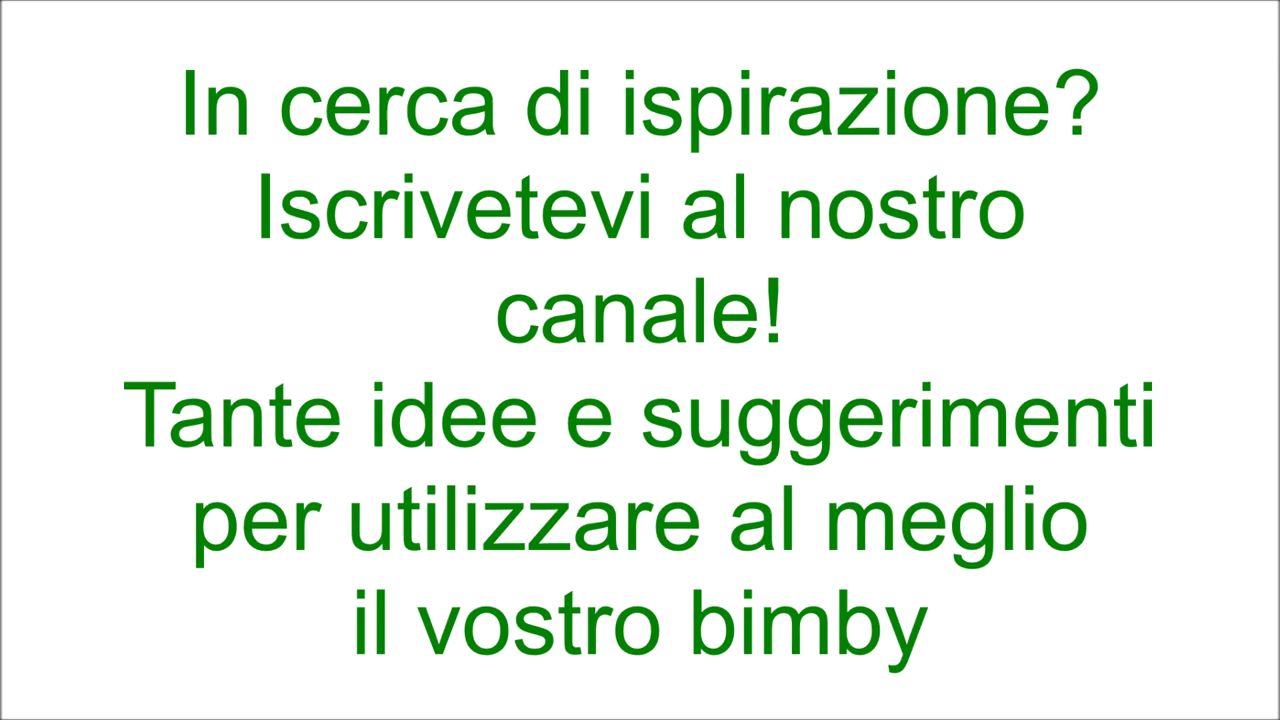 In cerca di ispirazione?
Iscrivetevi al nostro
canale!
Tante idee e suggerimenti
per utilizzare al meglio
il vostro bimby